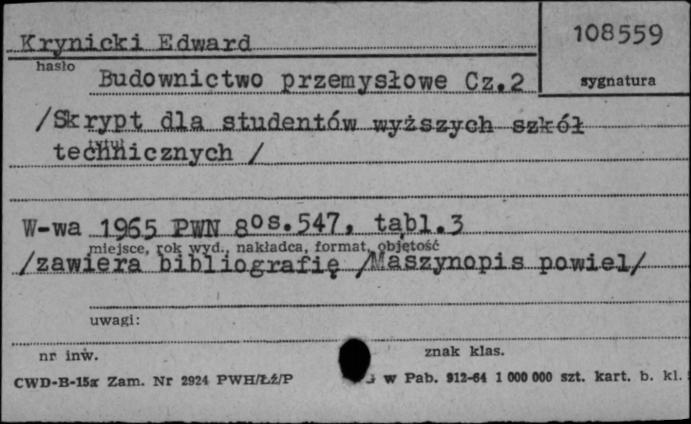 Krynicki Edward
108559
hasło
sygnatura
Budownictwo przemysłowe Cz.2
/Skrypt dla studentów wyższych szkół
tytuł
technicznych /
W-wa 1965 PWN 8º s.547, tabl.3
miejsce, rok wyd., nakładca, format, objętość
/zawiera bibliografię /Maszynopis powiel/
uwagi:
nr inw.
znak klas.
CWD-B-15a Zam. Nr 2924 PWH/Łź/P
G w Pab. 912-64 1 000 000 szt. kart. b. kl.